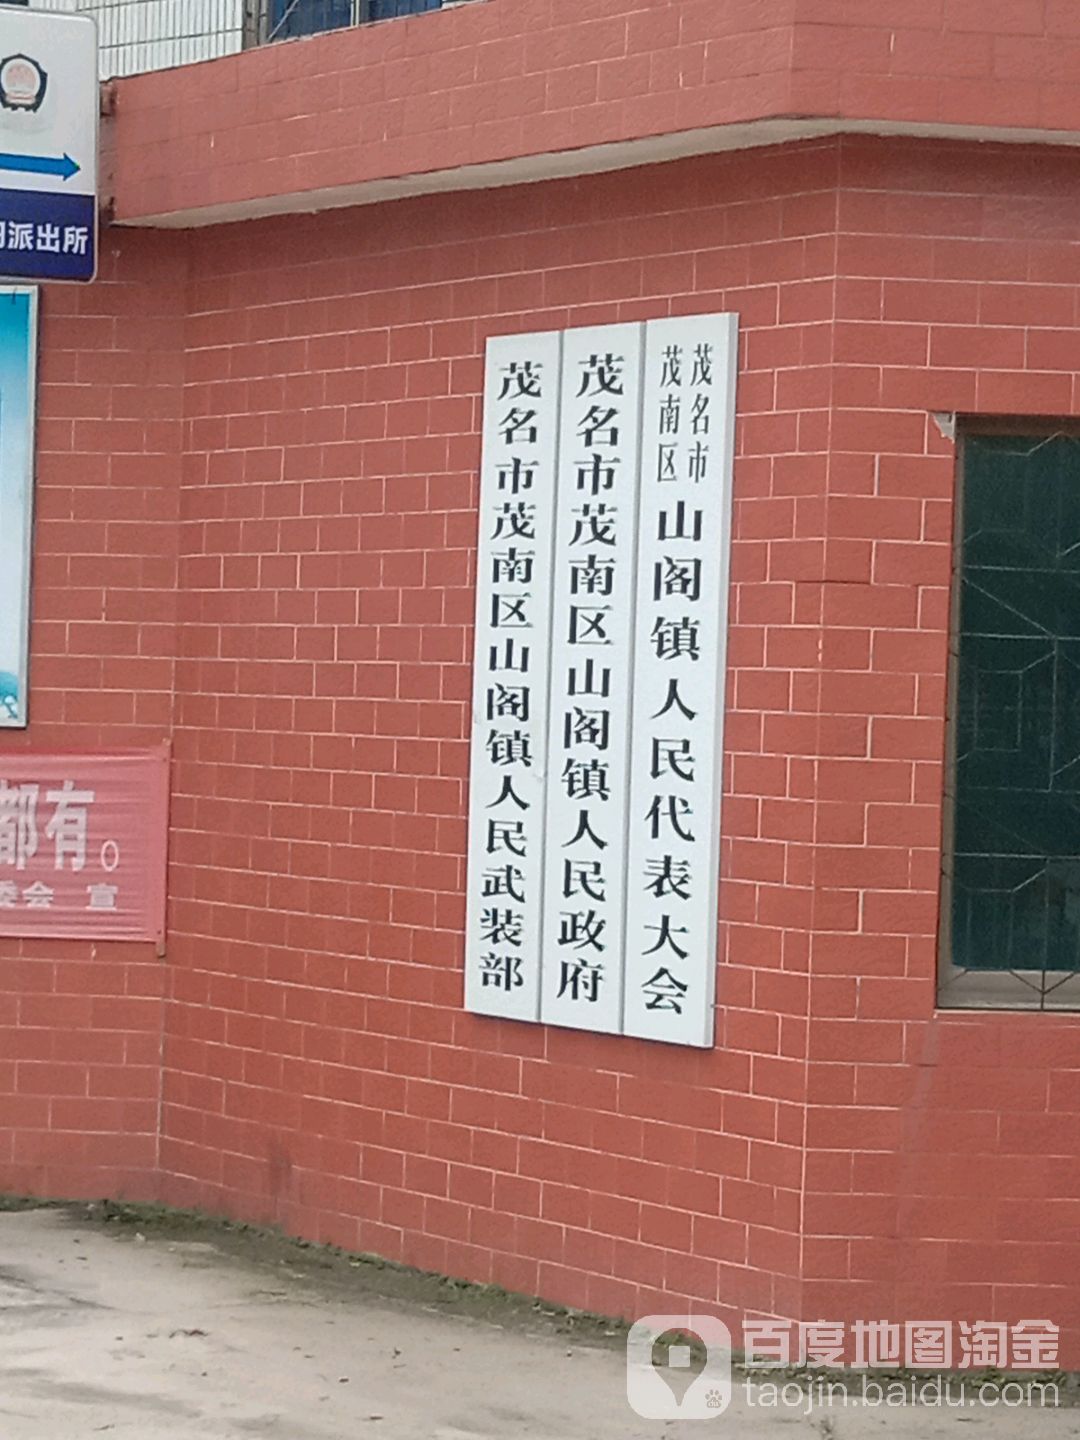 派出所
茂名市
茂南区
山阁镇人民代表大会
茂名市茂南区山阁镇人民政府
茂名市茂南区山阁镇人民武装部
都有。
委会 宣
百度地图淘金
taojin.baidu.com